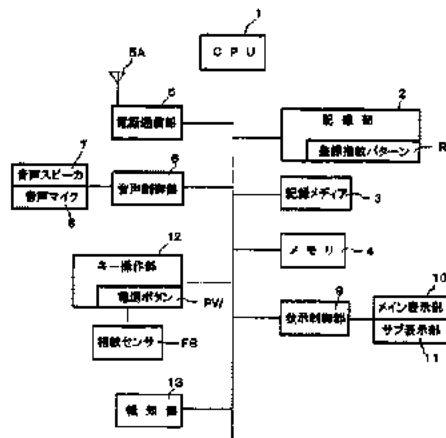 1
CPU
5A
5
電話通信部
2
記録部
登録指紋パターン
R
7
音声スピーカ
音声マイク
8
6
音声制御部
記録メディア
3
12
キー操作部
電源ボタン
PW
メモリ
4
指紋センサ
FS
9
表示制御部
10
メイン表示部
サブ表示部
11
13
報知部